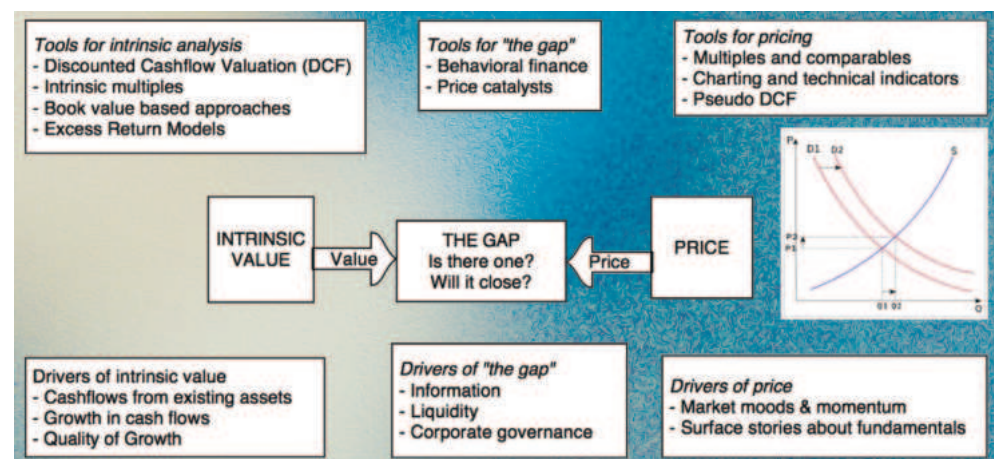 Tools for intrinsic analysis
- Discounted Cashflow Valuation (DCF)
- Intrinsic multiples
- Book value based approaches
- Excess Return Models
Tools for "the gap"
- Behavioral finance
- Price catalysts
Tools for pricing
- Multiples and comparables
- Charting and technical indicators
- Pseudo DCF
P
D1 D2 S
P2
P1
Q1 Q2
Q
INTRINSIC
VALUE
Value
THE GAP
Is there one?
Will it close?
Price
PRICE
Drivers of intrinsic value
- Cashflows from existing assets
- Growth in cash flows
- Quality of Growth
Drivers of "the gap"
- Information
- Liquidity
- Corporate governance
Drivers of price
- Market moods & momentum
- Surface stories about fundamentals